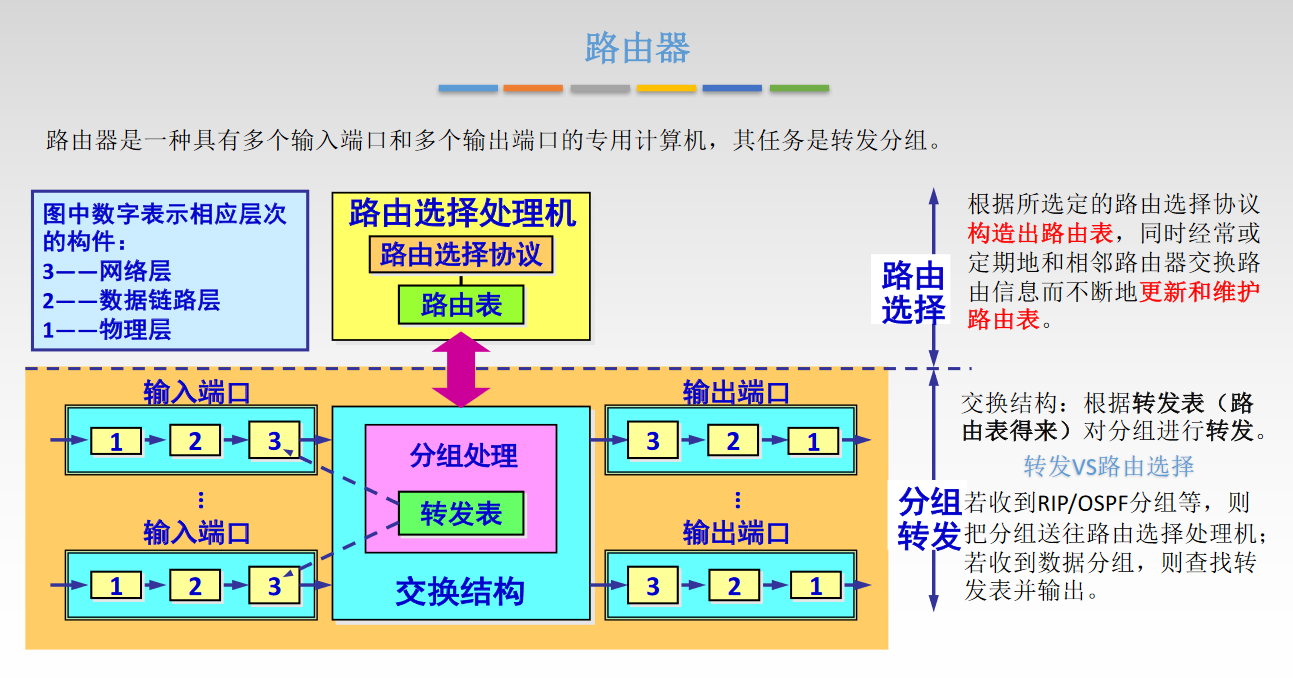 路由器
路由器是一种具有多个输入端口和多个输出端口的专用计算机，其任务是转发分组。
图中数字表示相应层次
的构件：
3——网络层
2——数据链路层
1——物理层
路由选择处理机
路由选择协议
路由表
路由
选择
根据所选定的路由选择协议
构造出路由表，同时经常或
定期地和相邻路由器交换路
由信息而不断地更新和维护
路由表。
输入端口
1 2 3
⋮
输入端口
1 2 3
分组处理
转发表
交换结构
输出端口
3 2 1
⋮
输出端口
3 2 1
分组
转发
交换结构：根据转发表（路
由表得来）对分组进行转发。
转发VS路由选择
若收到RIP/OSPF分组等，则
把分组送往路由选择处理机；
若收到数据分组，则查找转
发表并输出。